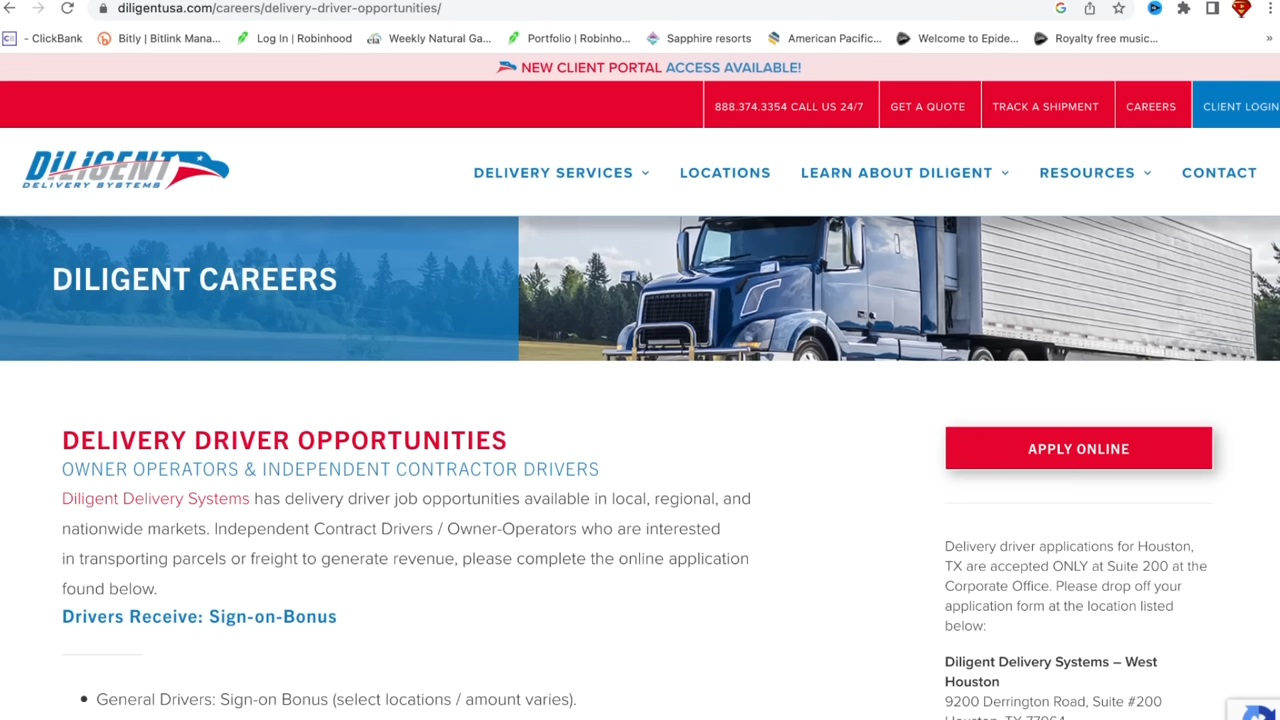 diligentusa.com/careers/delivery-driver-opportunities/
- ClickBank
Bitly | Bitlink Mana...
Log In | Robinhood
eia
Weekly Natural Ga...
Portfolio | Robinho...
Sapphire resorts
American Pacific...
Welcome to Epide...
Royalty free music...
»
NEW CLIENT PORTAL ACCESS AVAILABLE!
888.374.3354 CALL US 24/7
GET A QUOTE
TRACK A SHIPMENT
CAREERS
CLIENT LOGIN
DILIGENT
DELIVERY SYSTEMS
DELIVERY SERVICES
LOCATIONS
LEARN ABOUT DILIGENT
RESOURCES
CONTACT
DILIGENT CAREERS
DELIVERY DRIVER OPPORTUNITIES
OWNER OPERATORS & INDEPENDENT CONTRACTOR DRIVERS
Diligent Delivery Systems has delivery driver job opportunities available in local, regional, and
nationwide markets. Independent Contract Drivers / Owner-Operators who are interested
in transporting parcels or freight to generate revenue, please complete the online application
found below.
Drivers Receive: Sign-on-Bonus
• General Drivers: Sign-on Bonus (select locations / amount varies).
APPLY ONLINE
Delivery driver applications for Houston,
TX are accepted ONLY at Suite 200 at the
Corporate Office. Please drop off your
application form at the location listed
below:
Diligent Delivery Systems – West
Houston
9200 Derrington Road, Suite #200
Houston, TX 77064